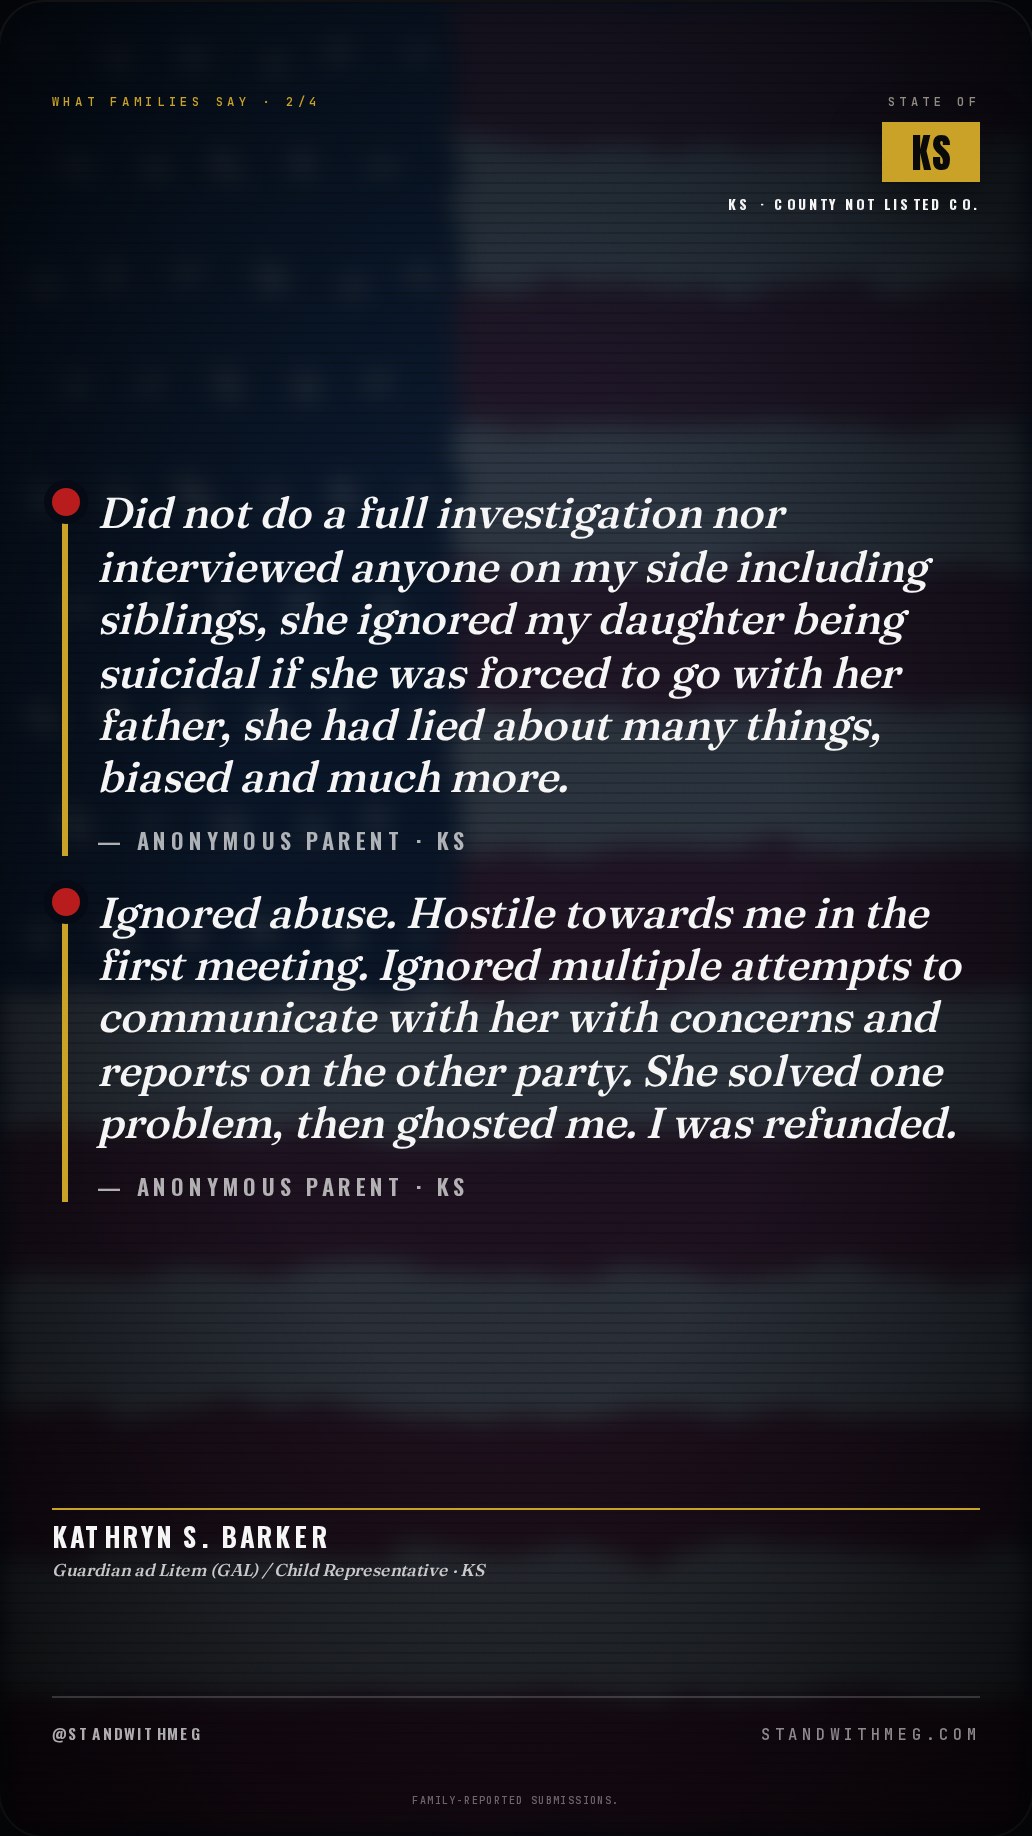 WHAT FAMILIES SAY · 2/4
STATE OF
KS
KS · COUNTY NOT LISTED CO.
Did not do a full investigation nor
interviewed anyone on my side including
siblings, she ignored my daughter being
suicidal if she was forced to go with her
father, she had lied about many things,
biased and much more.
— ANONYMOUS PARENT · KS
Ignored abuse. Hostile towards me in the
first meeting. Ignored multiple attempts to
communicate with her with concerns and
reports on the other party. She solved one
problem, then ghosted me. I was refunded.
— ANONYMOUS PARENT · KS
KATHRYN S. BARKER
Guardian ad Litem (GAL) / Child Representative · KS
@STANDWITHMEG
STANDWITHMEG.COM
FAMILY-REPORTED SUBMISSIONS.